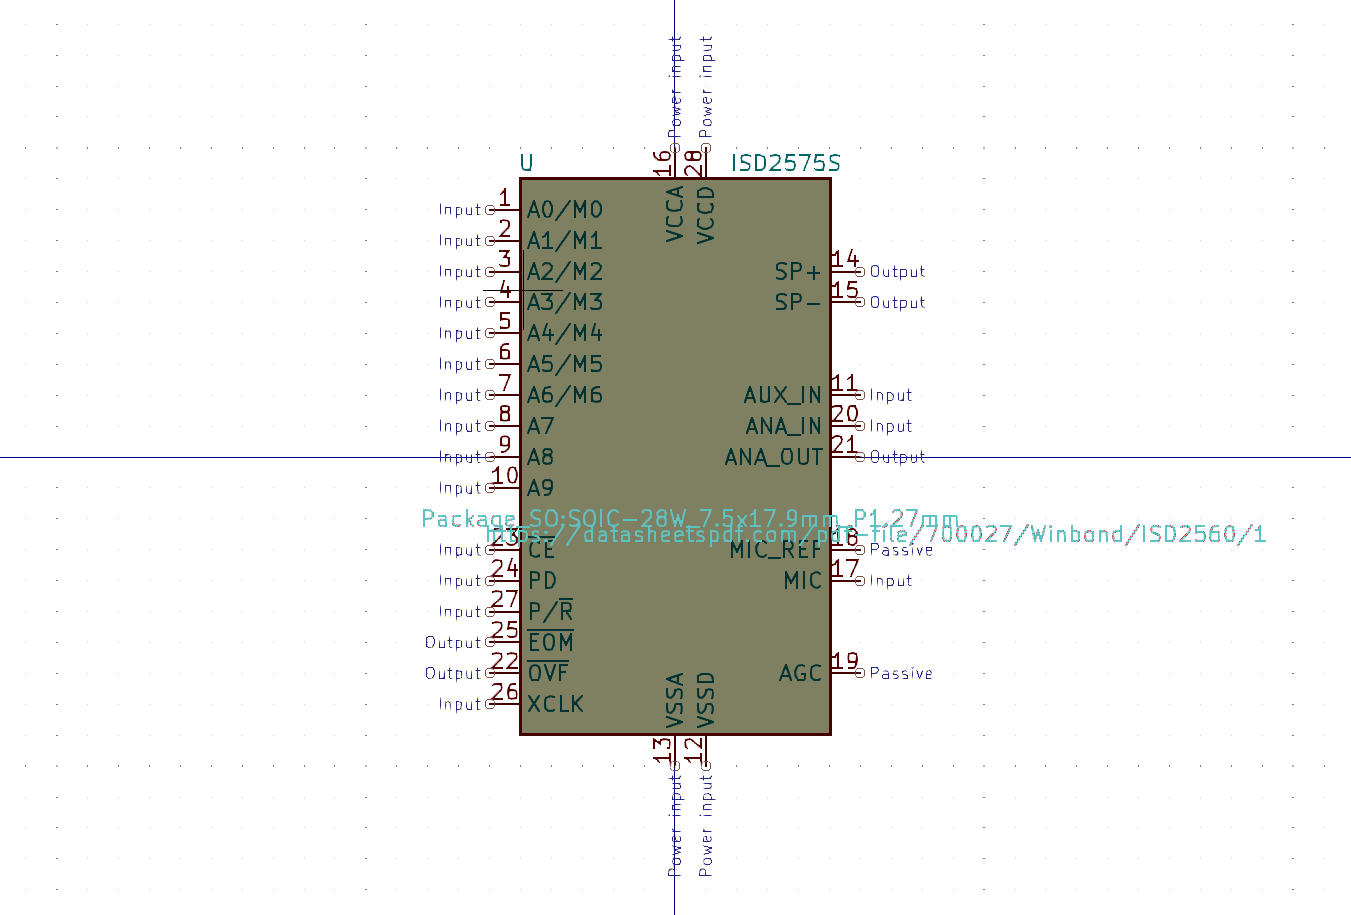 Power input
Power input
16
28
U
ISD2575S
VCCA
VCCD
Input 1 A0/M0
Input 2 A1/M1
Input 3 A2/M2
SP+ 14 Output
Input 4 A3/M3
SP- 15 Output
Input 5 A4/M4
Input 6 A5/M5
Input 7 A6/M6
AUX_IN 11 Input
Input 8 A7
ANA_IN 20 Input
Input 9 A8
ANA_OUT 21 Output
Input 10 A9
Package_SO:SOIC-28W_7.5x17.9mm_P1.27mm
https://datasheetspdf.com/pdf-file/700027/Winbond/ISD2560/1
Input 23 CE
MIC_REF 18 Passive
Input 24 PD
MIC 17 Input
Input 27 P/R
Output 25 EOM
Output 22 OVF
AGC 19 Passive
Input 26 XCLK
VSSA
VSSD
13
12
Power input
Power input